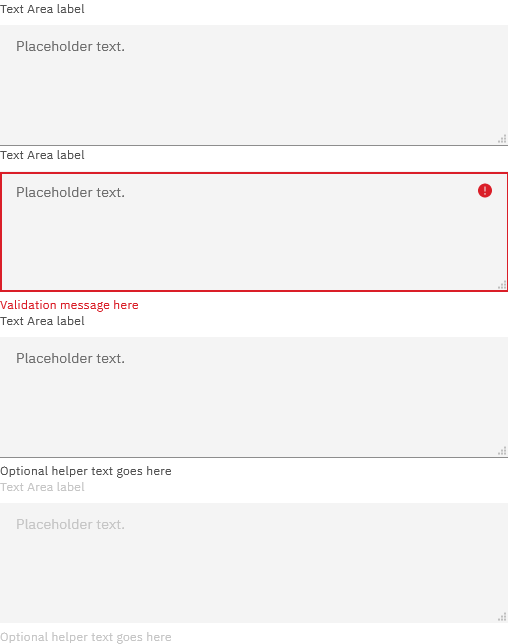 Text Area label
Placeholder text.
Text Area label
Placeholder text.
Validation message here
Text Area label
Placeholder text.
Optional helper text goes here
Text Area label
Placeholder text.
Optional helper text goes here